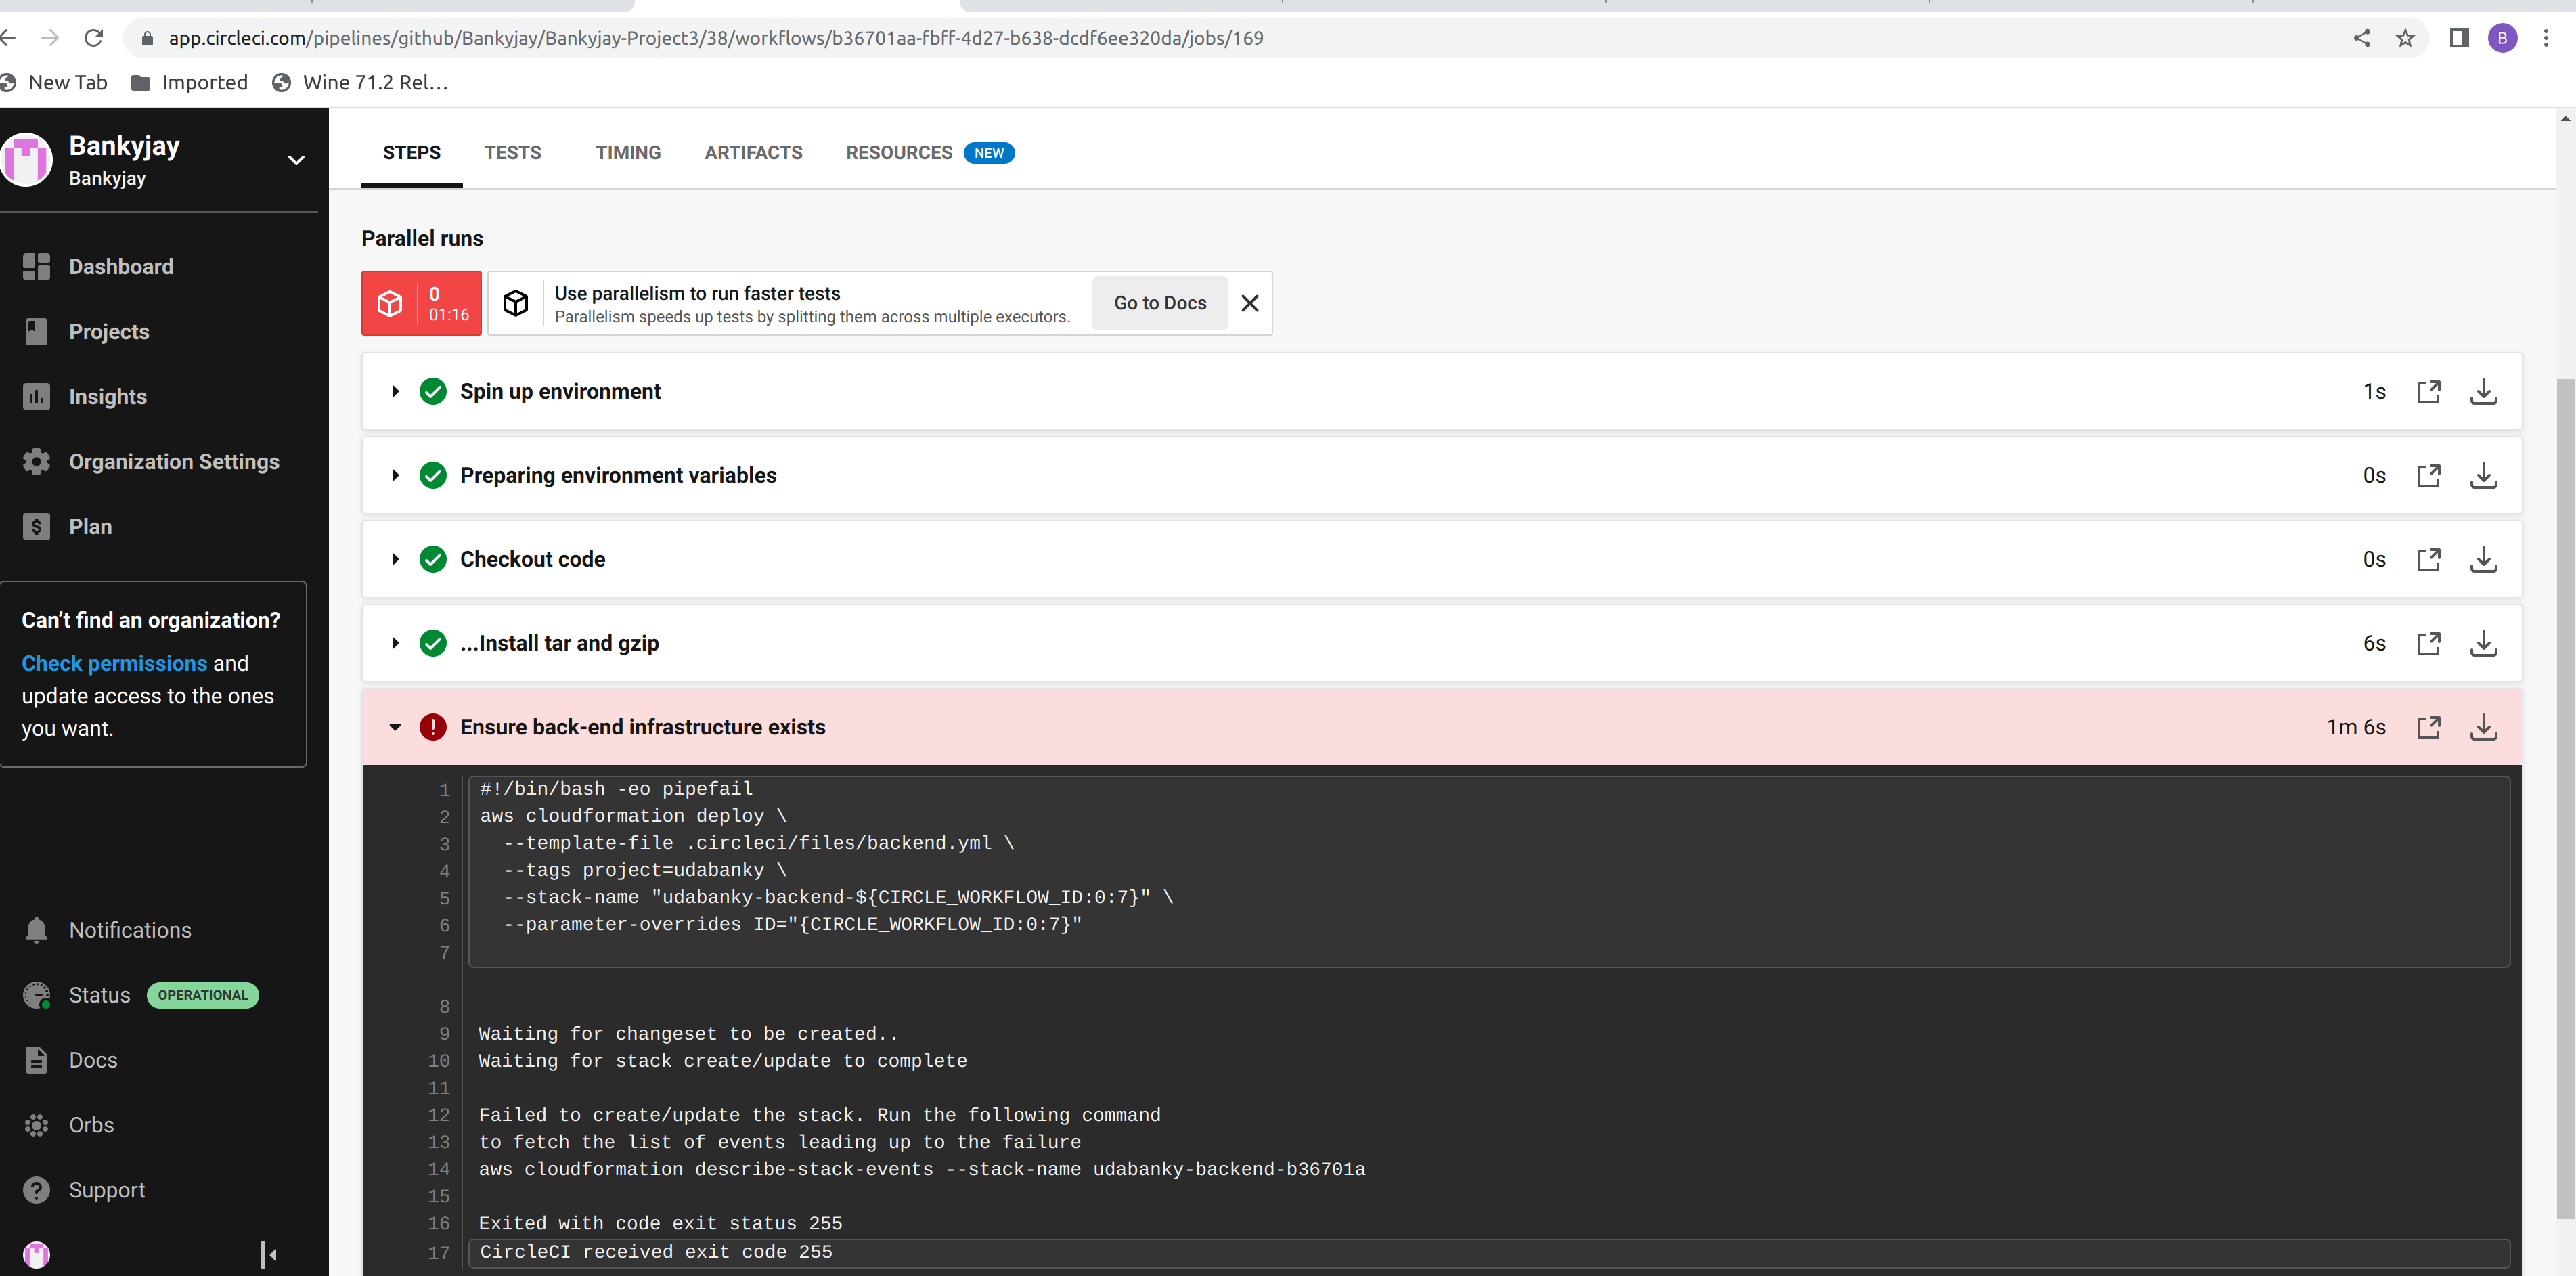 app.circleci.com/pipelines/github/Bankyjay/Bankyjay-Project3/38/workflows/b36701aa-fbff-4d27-b638-dcdf6ee320da/jobs/169
B
New Tab
Imported
Wine 71.2 Rel...
Bankyjay
Bankyjay
Dashboard
Projects
Insights
Organization Settings
Plan
Can't find an organization?
Check permissions and
update access to the ones
you want.
Notifications
Status OPERATIONAL
Docs
Orbs
Support
STEPS TESTS TIMING ARTIFACTS RESOURCES NEW
Parallel runs
0
01:16
Use parallelism to run faster tests
Parallelism speeds up tests by splitting them across multiple executors.
Go to Docs
Spin up environment 1s
Preparing environment variables 0s
Checkout code 0s
...Install tar and gzip 6s
Ensure back-end infrastructure exists 1m 6s
1 #!/bin/bash -eo pipefail
2 aws cloudformation deploy \
3 --template-file .circleci/files/backend.yml \
4 --tags project=udabanky \
5 --stack-name "udabanky-backend-${CIRCLE_WORKFLOW_ID:0:7}" \
6 --parameter-overrides ID="{CIRCLE_WORKFLOW_ID:0:7}"
7
8
9 Waiting for changeset to be created..
10 Waiting for stack create/update to complete
11
12 Failed to create/update the stack. Run the following command
13 to fetch the list of events leading up to the failure
14 aws cloudformation describe-stack-events --stack-name udabanky-backend-b36701a
15
16 Exited with code exit status 255
17 CircleCI received exit code 255